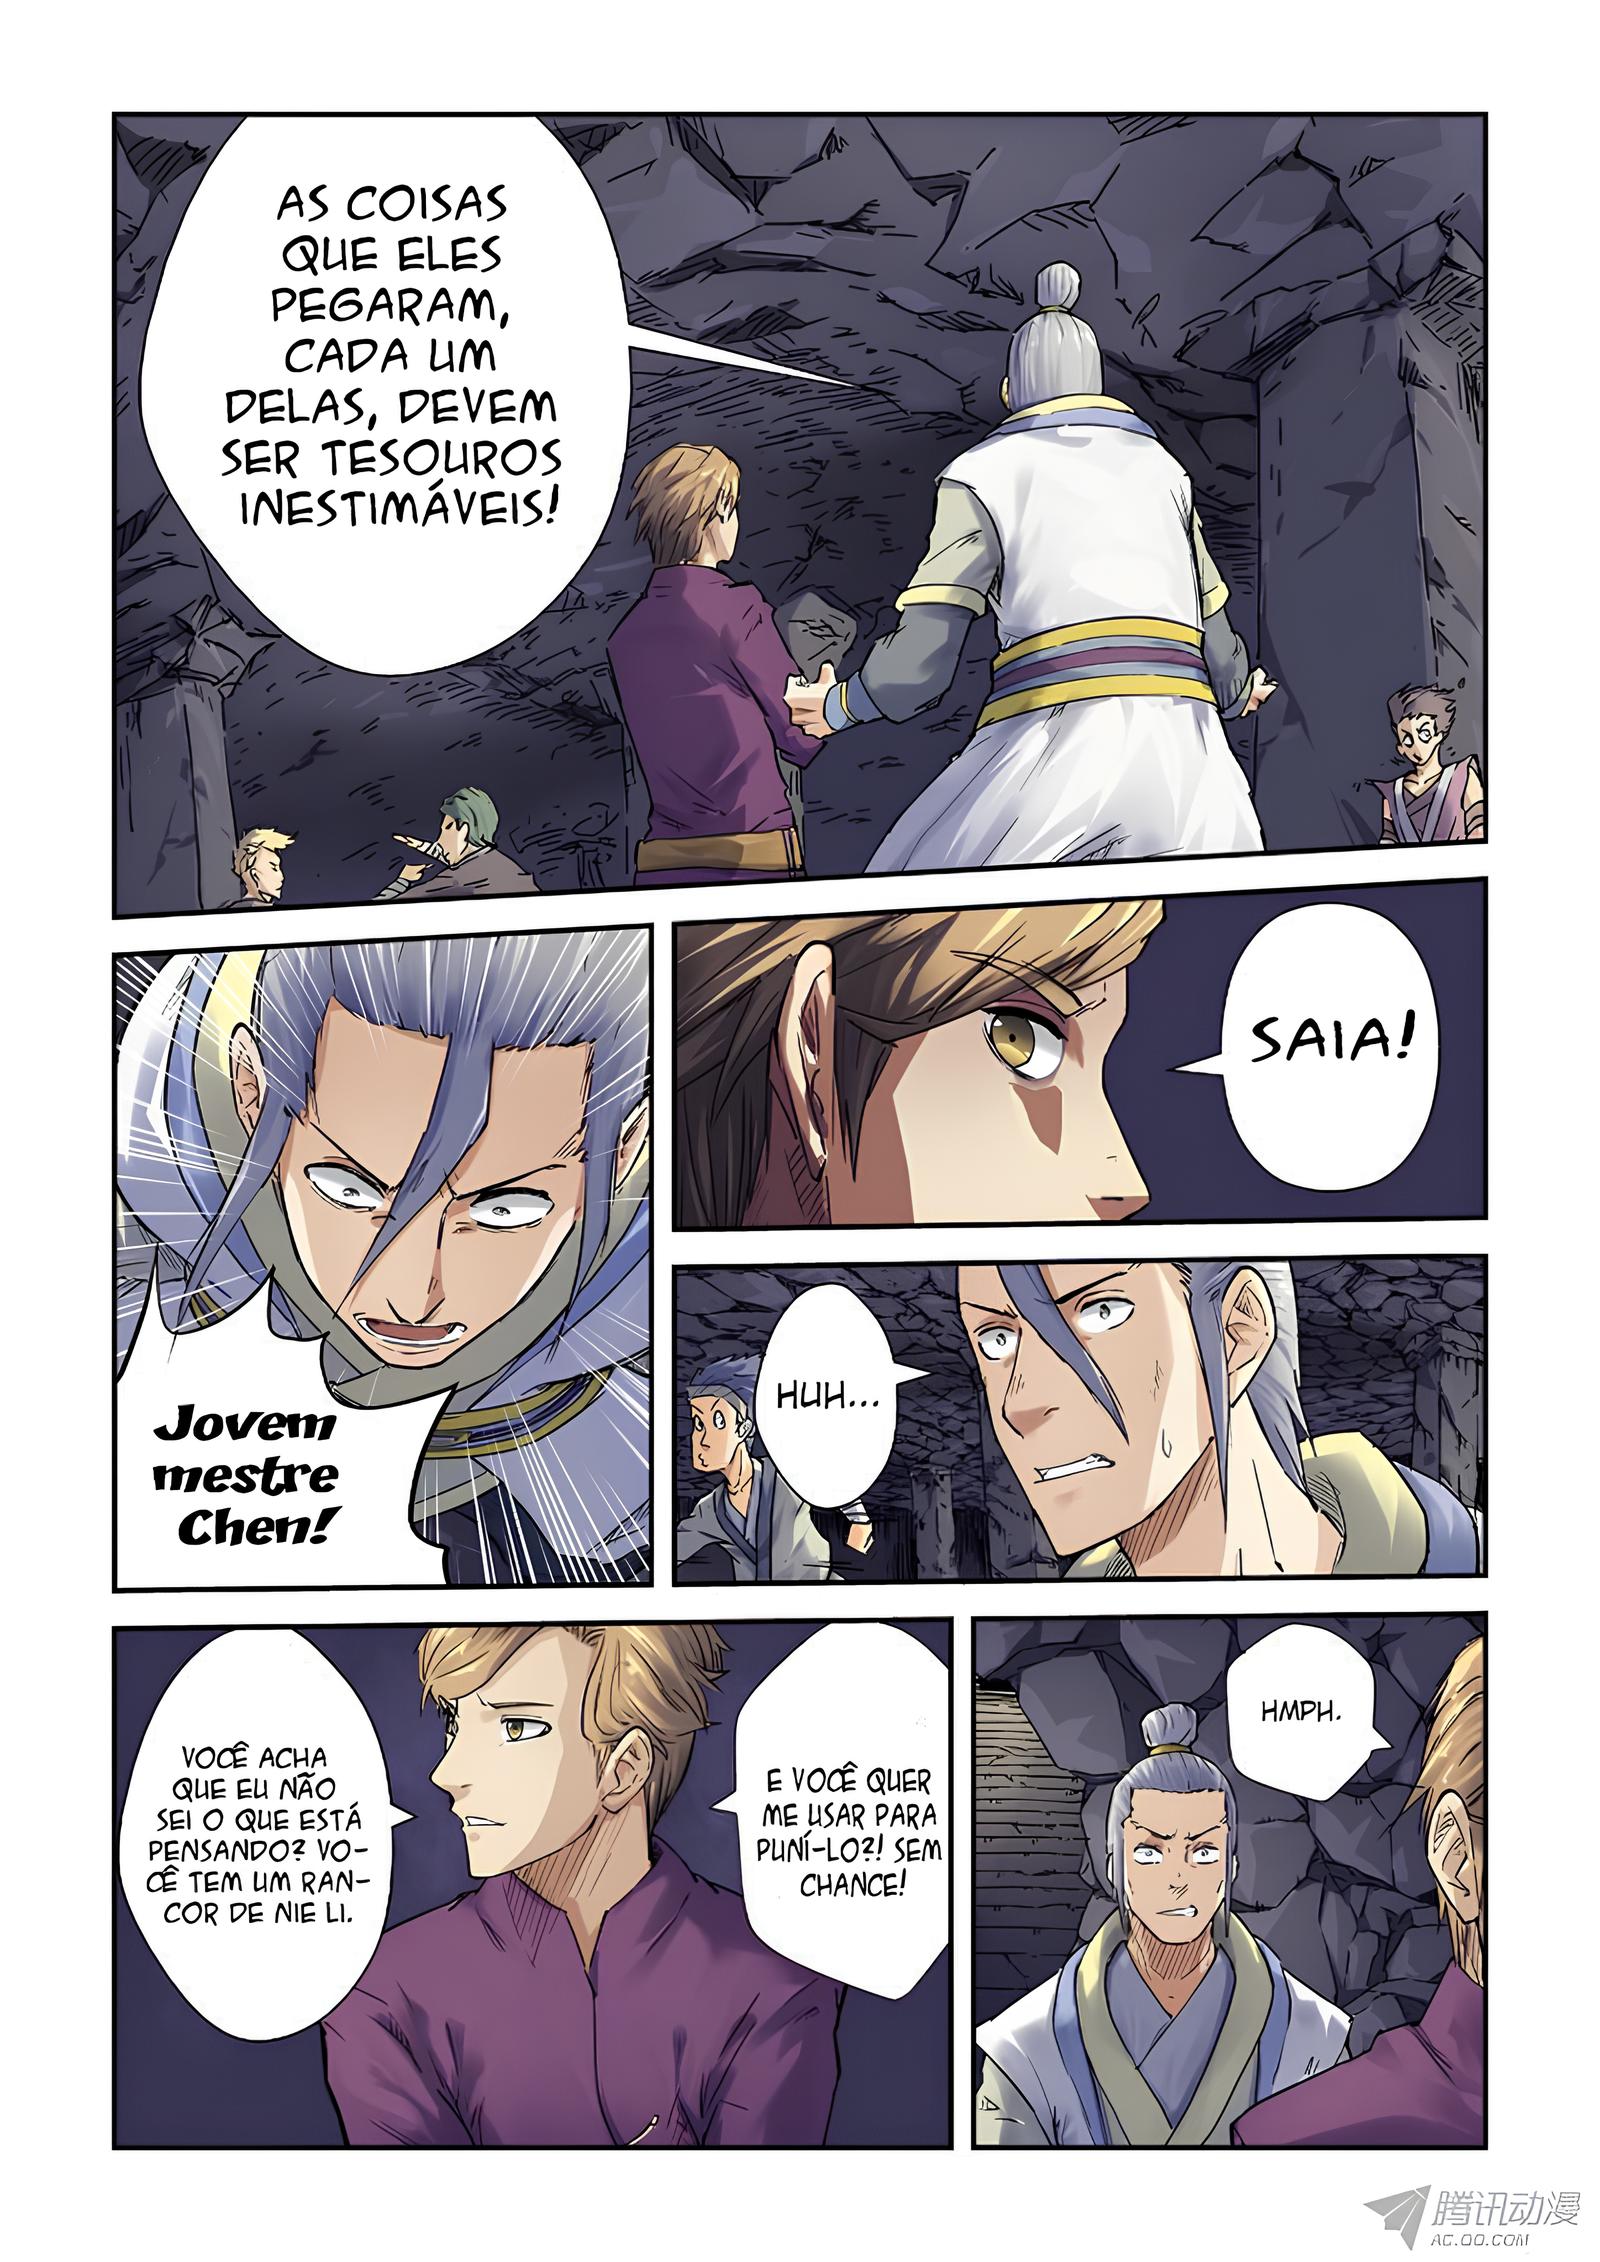 AS COISAS
QUE ELES
PEGARAM,
CADA UM
DELAS, DEVEM
SER TESOUROS
INESTIMÁVEIS!
Jovem
mestre
Chen!
SAIA!
HUH...
VOCÊ ACHA
QUE EU NÃO
SEI O QUE ESTÁ
PENSANDO? VO-
CÊ TEM UM RAN-
COR DE NIE LI.
E VOCÊ QUER
ME USAR PARA
PUNÍ-LO?! SEM
CHANCE!
HMPH.
腾讯动漫
AC.QQ.COM